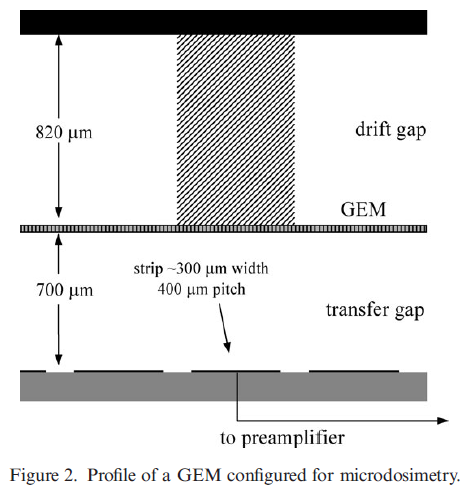 820 μm
drift gap
GEM
strip ~300 μm width
400 μm pitch
700 μm
transfer gap
to preamplifier
Figure 2. Profile of a GEM configured for microdosimetry.